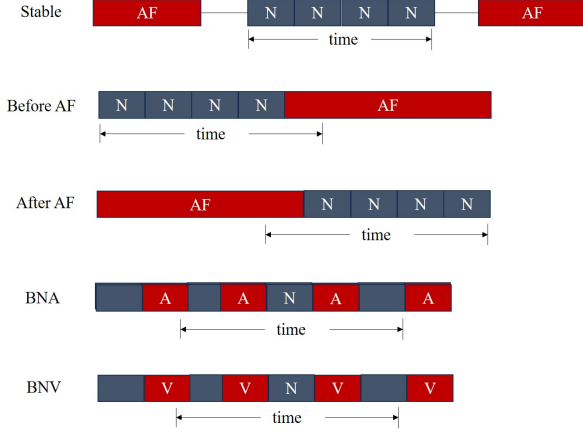 Stable AF N N N N AF
time
Before AF N N N N AF
time
After AF AF N N N N
time
BNA A A N A A
time
BNV V V N V V
time